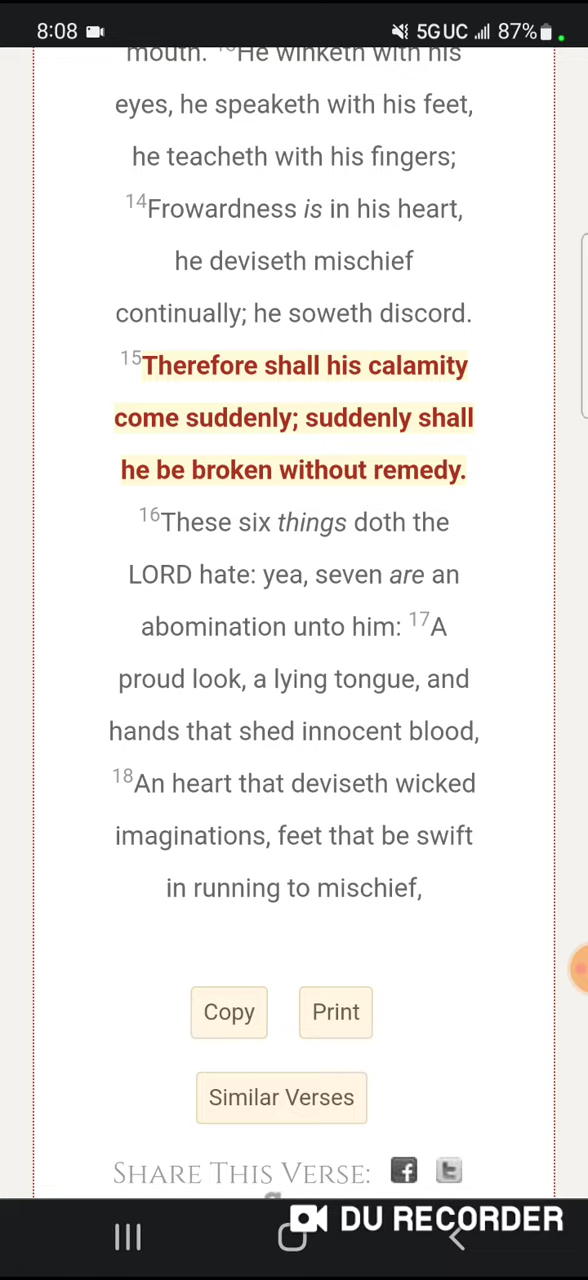 8:08 5GUC 87%
mouth. 13He winketh with his
eyes, he speaketh with his feet,
he teacheth with his fingers;
14Frowardness is in his heart,
he deviseth mischief
continually; he soweth discord.
15Therefore shall his calamity
come suddenly; suddenly shall
he be broken without remedy.
16These six things doth the
LORD hate: yea, seven are an
abomination unto him: 17A
proud look, a lying tongue, and
hands that shed innocent blood,
18An heart that deviseth wicked
imaginations, feet that be swift
in running to mischief,
Copy Print
Similar Verses
Share This Verse: f t
DU RECORDER